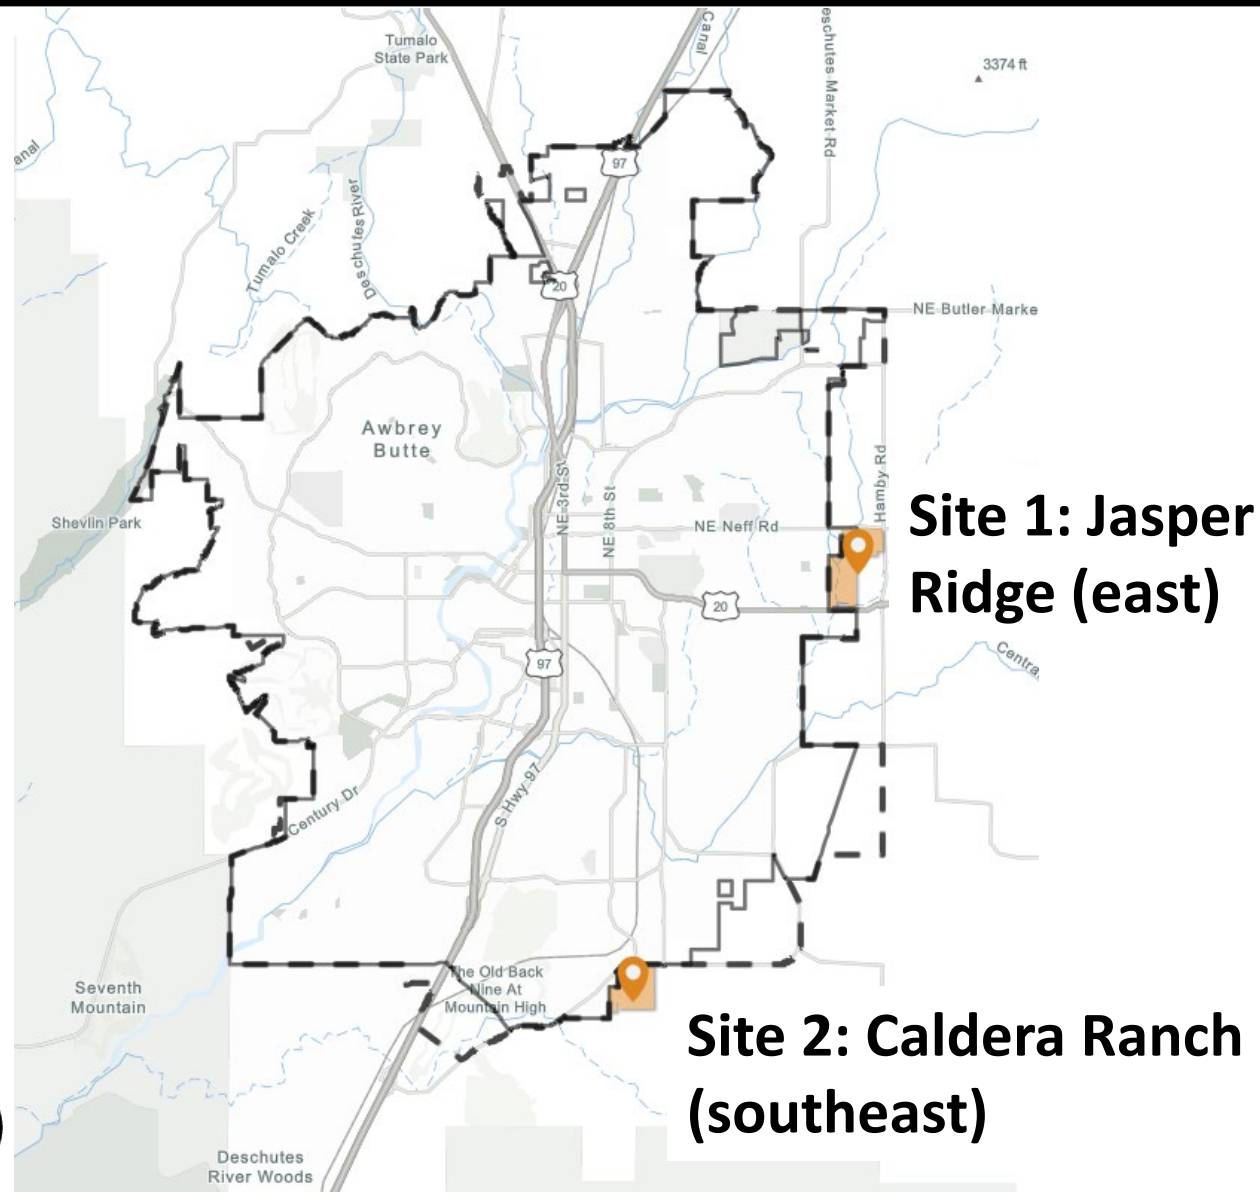 Tumalo
State Park
Canal
eschutes Market Rd
3374 ft
anal
97
Tumalo Creek
Deschutes River
20
NE Butler Marke
Awbrey
Butte
Hamby Rd
NE 3rd St
NE 8th St
Shevlin Park
NE Neff Rd
Site 1: Jasper
Ridge (east)
20
97
Centra
S Hwy 97
Century Dr
The Old Back
Nine At
Mountain High
Seventh
Mountain
Site 2: Caldera Ranch
(southeast)
)
Deschutes
River Woods